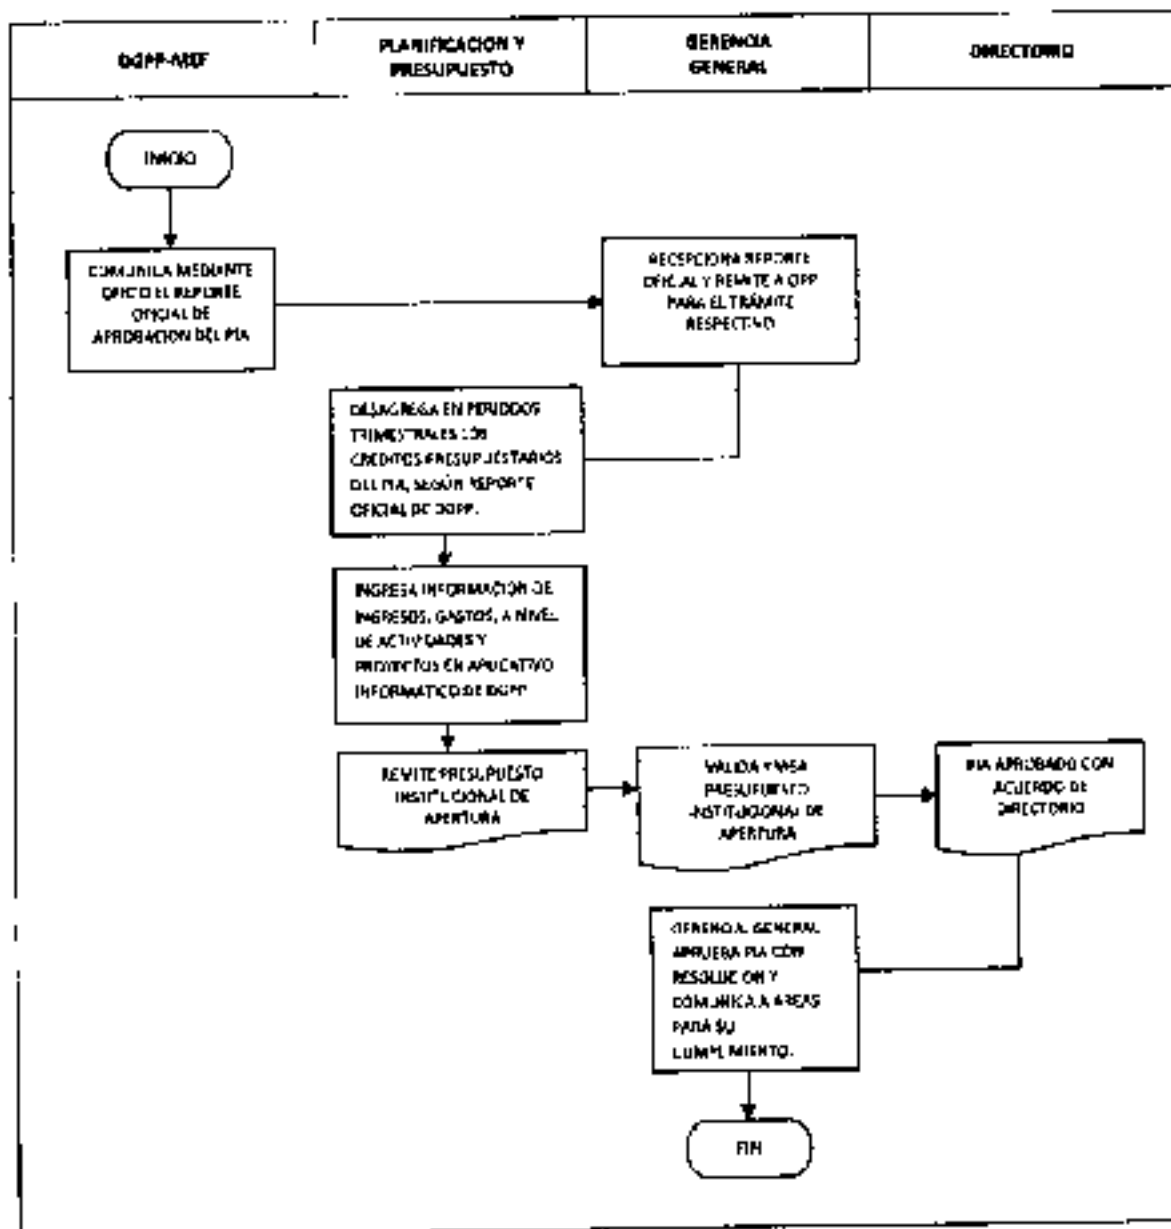 DGPP-MEF
PLANIFICACION Y
PRESUPUESTO
GERENCIA
GENERAL
DIRECTORIO
INICIO
COMUNICA MEDIANTE
OFICIO EL REPORTE
OFICIAL DE
APROBACION DEL PIA
RECEPCIONA REPORTE
OFICIAL Y REMITE A OPP
PARA EL TRÁMITE
RESPECTIVO
DESAGREGA EN PERIODOS
TRIMESTRALES LOS
CREDITOS PRESUPUESTARIOS
DEL PIA, SEGÚN REPORTE
OFICIAL DE DGPP.
INGRESA INFORMACION DE
INGRESOS, GASTOS, A NIVEL
DE ACTIVIDADES Y
PROYECTOS EN APLICATIVO
INFORMATICO DE DGPP
REMITE PRESUPUESTO
INSTITUCIONAL DE
APERTURA
VALIDA Y VISA
PRESUPUESTO
INSTITUCIONAL DE
APERTURA
PIA APROBADO CON
ACUERDO DE
DIRECTORIO
GERENCIA GENERAL
APRUEBA PIA CON
RESOLUCION Y
COMUNICA A AREAS
PARA SU
CUMPLIMIENTO.
FIN